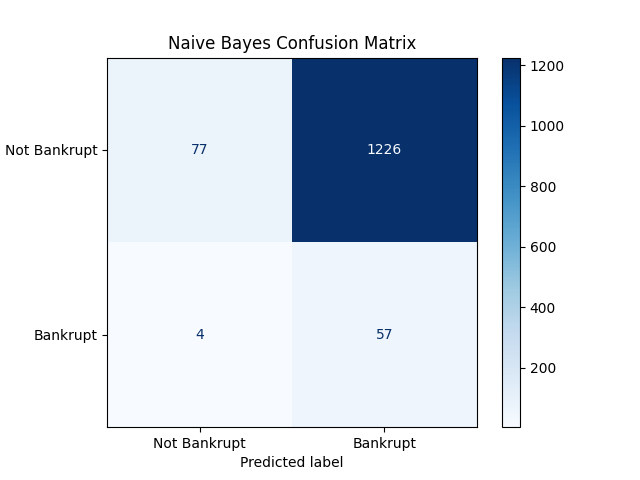 Naive Bayes Confusion Matrix
Not Bankrupt
77
1226
Bankrupt
4
57
Not Bankrupt
Bankrupt
Predicted label
1200
1000
800
600
400
200